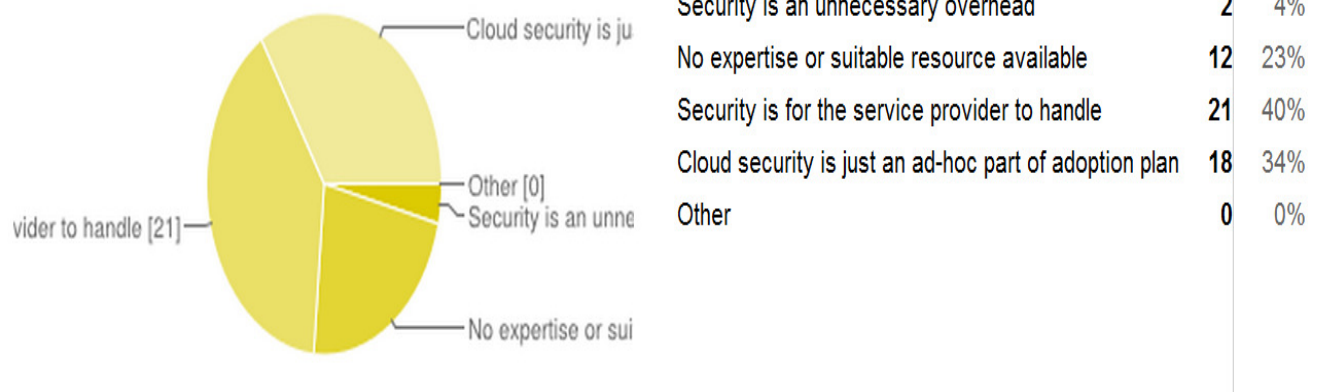 Cloud security is ju
Other [0]
Security is an unne
vider to handle [21]
No expertise or sui
Security is an unnecessary overhead 2 4%
No expertise or suitable resource available 12 23%
Security is for the service provider to handle 21 40%
Cloud security is just an ad-hoc part of adoption plan 18 34%
Other 0 0%